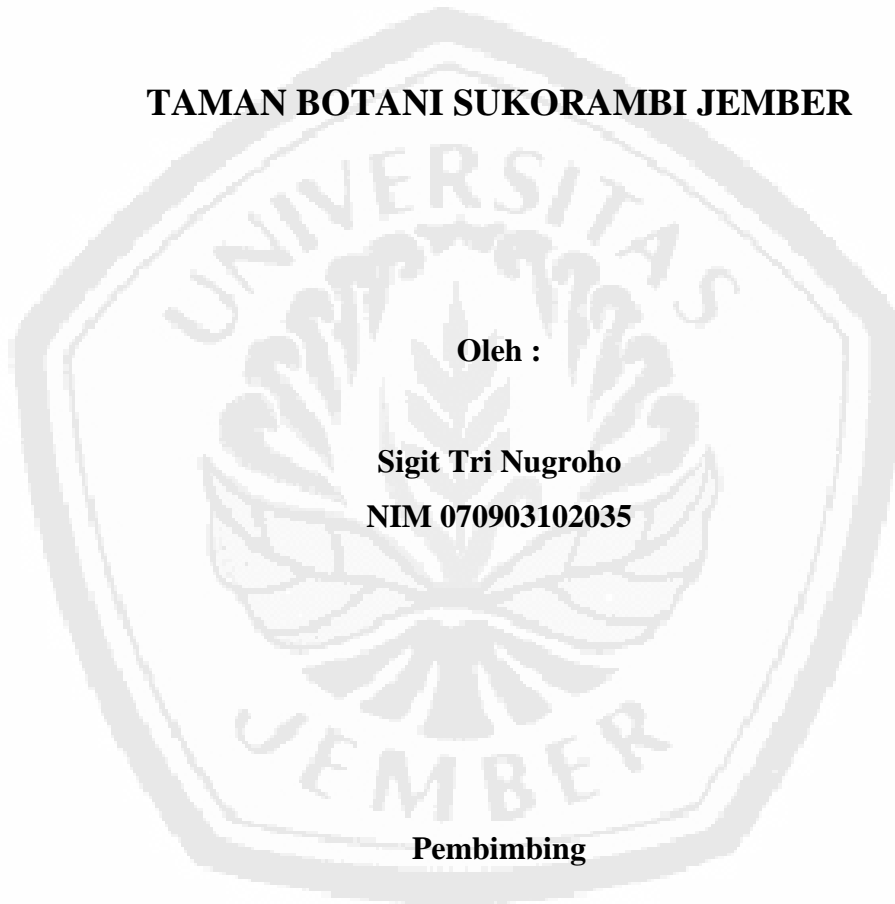 TAMAN BOTANI SUKORAMBI JEMBER
UNIVERSITAS
Oleh :
Sigit Tri Nugroho
NIM 070903102035
JEMBER
Pembimbing